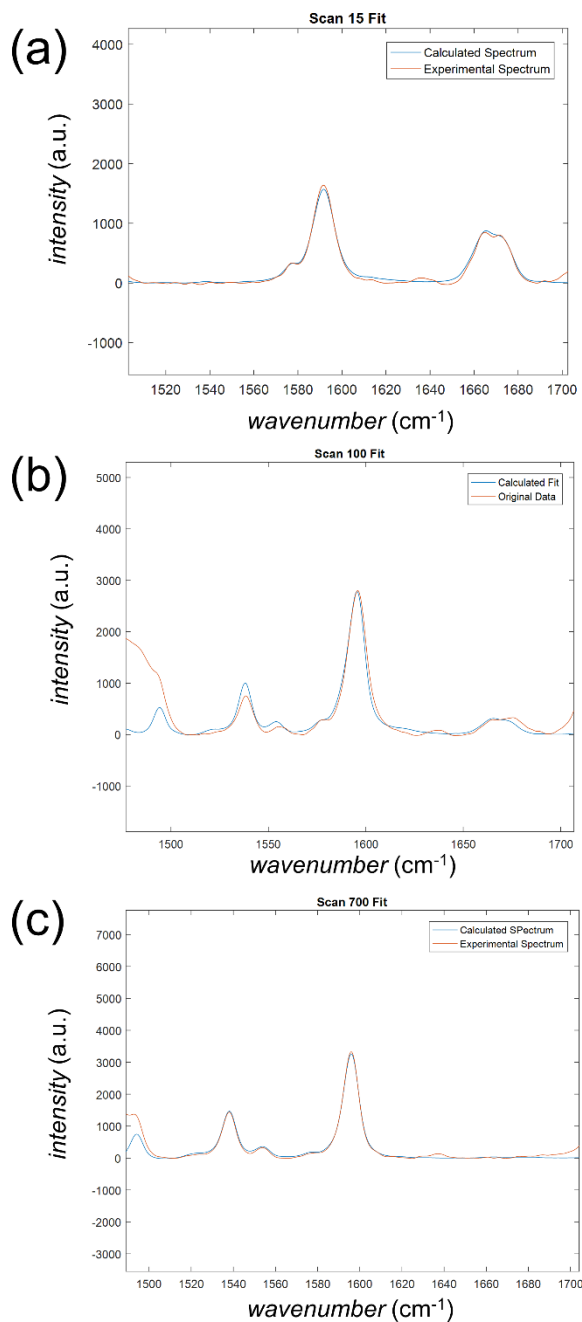 (a)
Scan 15 Fit
Calculated Spectrum
Experimental Spectrum
4000
3000
2000
1000
0
-1000
intensity (a.u.)
1520 1540 1560 1580 1600 1620 1640 1660 1680 1700
wavenumber (cm⁻¹)
(b)
Scan 100 Fit
Calculated Fit
Original Data
5000
4000
3000
2000
1000
0
-1000
intensity (a.u.)
1500 1550 1600 1650 1700
wavenumber (cm⁻¹)
(c)
Scan 700 Fit
Calculated SPectrum
Experimental Spectrum
7000
6000
5000
4000
3000
2000
1000
0
-1000
-2000
-3000
intensity (a.u.)
1500 1520 1540 1560 1580 1600 1620 1640 1660 1680 1700
wavenumber (cm⁻¹)